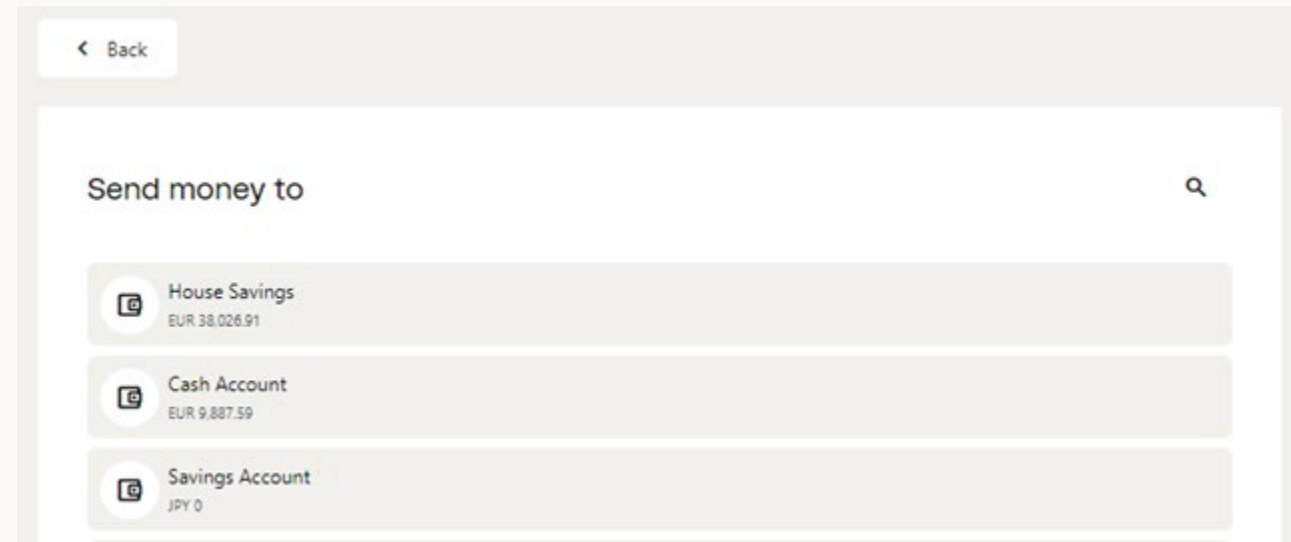 Back
Send money to
House Savings
EUR 38,026.91
Cash Account
EUR 9,887.59
Savings Account
JPY 0